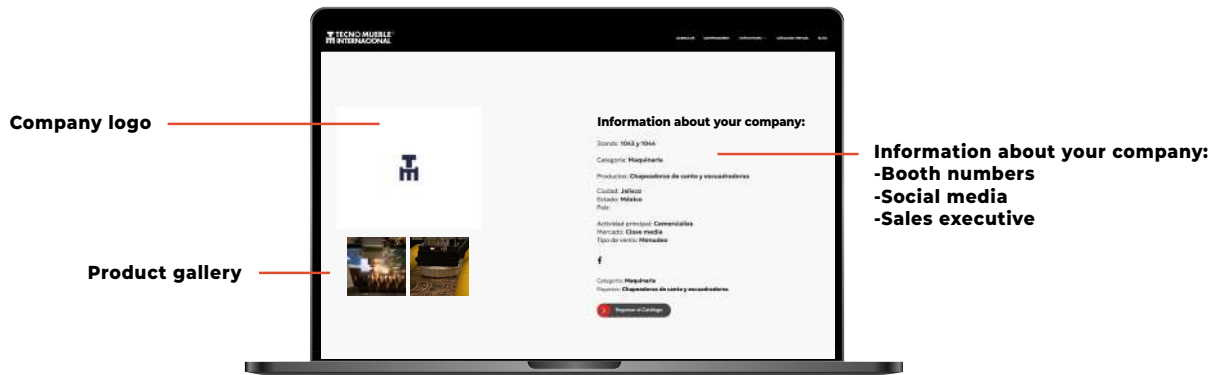 TECNO MUEBLE
INTERNACIONAL
Company logo
Product gallery
Information about your company:
Stands: 1043 y 1044
Categoría: Maquinaria
Productos: Chapeadoras de canto y escuadradoras
Ciudad: Jalisco
Estado: México
País:
Actividad principal: Comercializa
Mercado: Clase media
Tipo de venta: Menudeo
Categoría: Maquinaria
Etiquetas: Chapeadoras de canto y escuadradoras
Regresar al Catálogo
Information about your company:
-Booth numbers
-Social media
-Sales executive